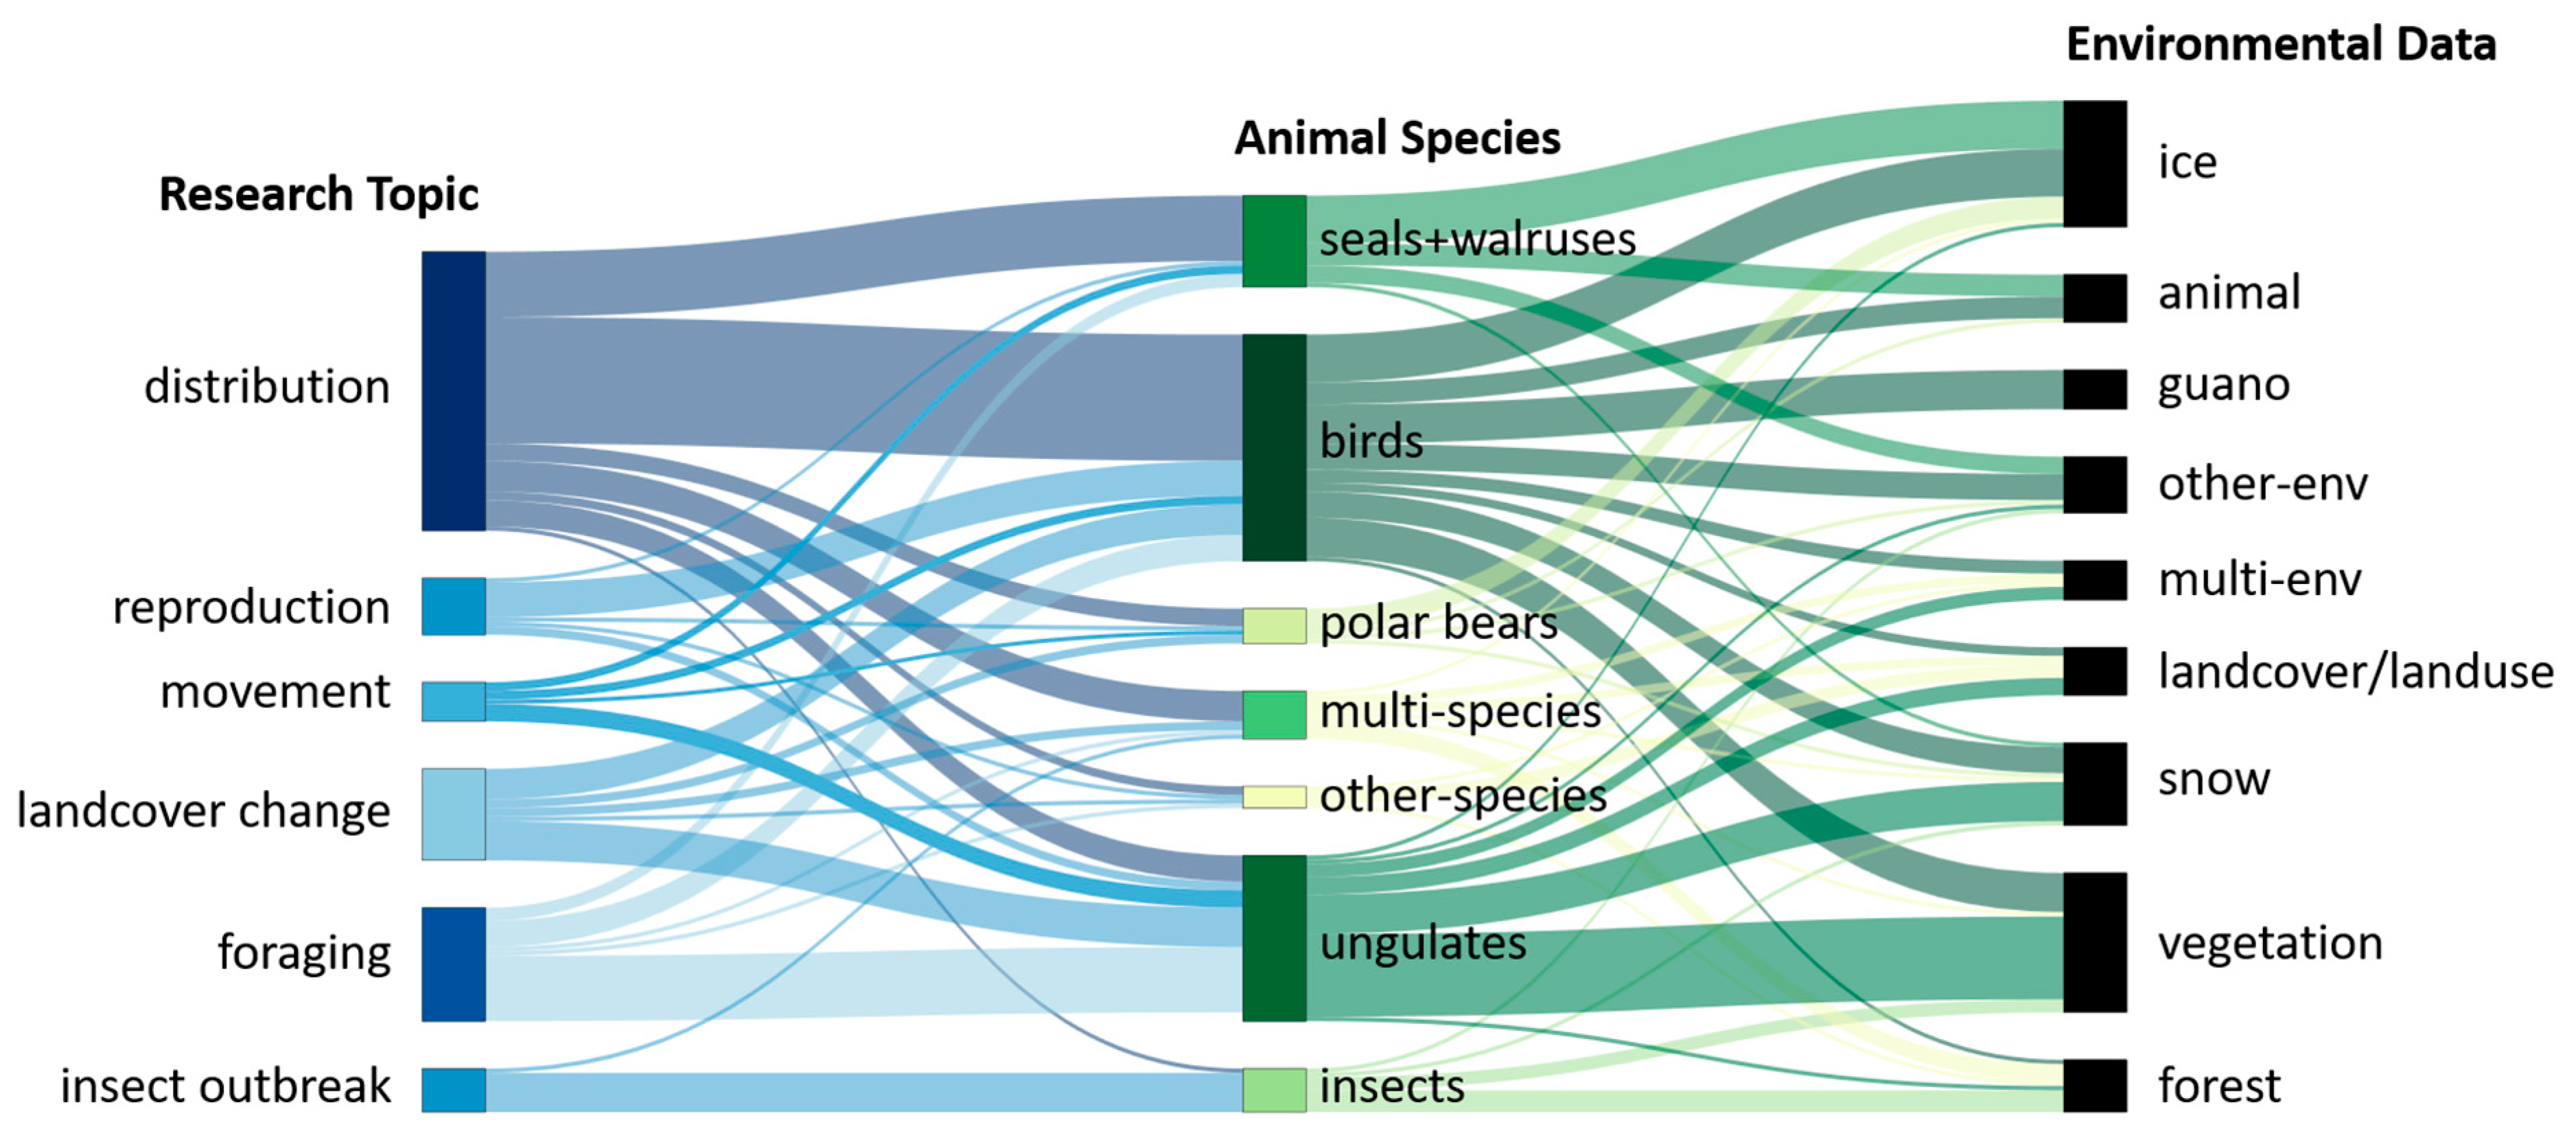 Research Topic
distribution
reproduction
movement
landcover change
foraging
insect outbreak
Animal Species
seals+walruses
birds
polar bears
multi-species
other-species
ungulates
insects
Environmental Data
ice
animal
guano
other-env
multi-env
landcover/landuse
snow
vegetation
forest